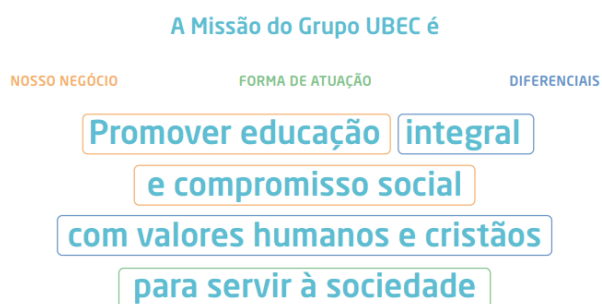 A Missão do Grupo UBEC é
NOSSO NEGÓCIO FORMA DE ATUAÇÃO DIFERENCIAIS
Promover educação integral
e compromisso social
com valores humanos e cristãos
para servir à sociedade